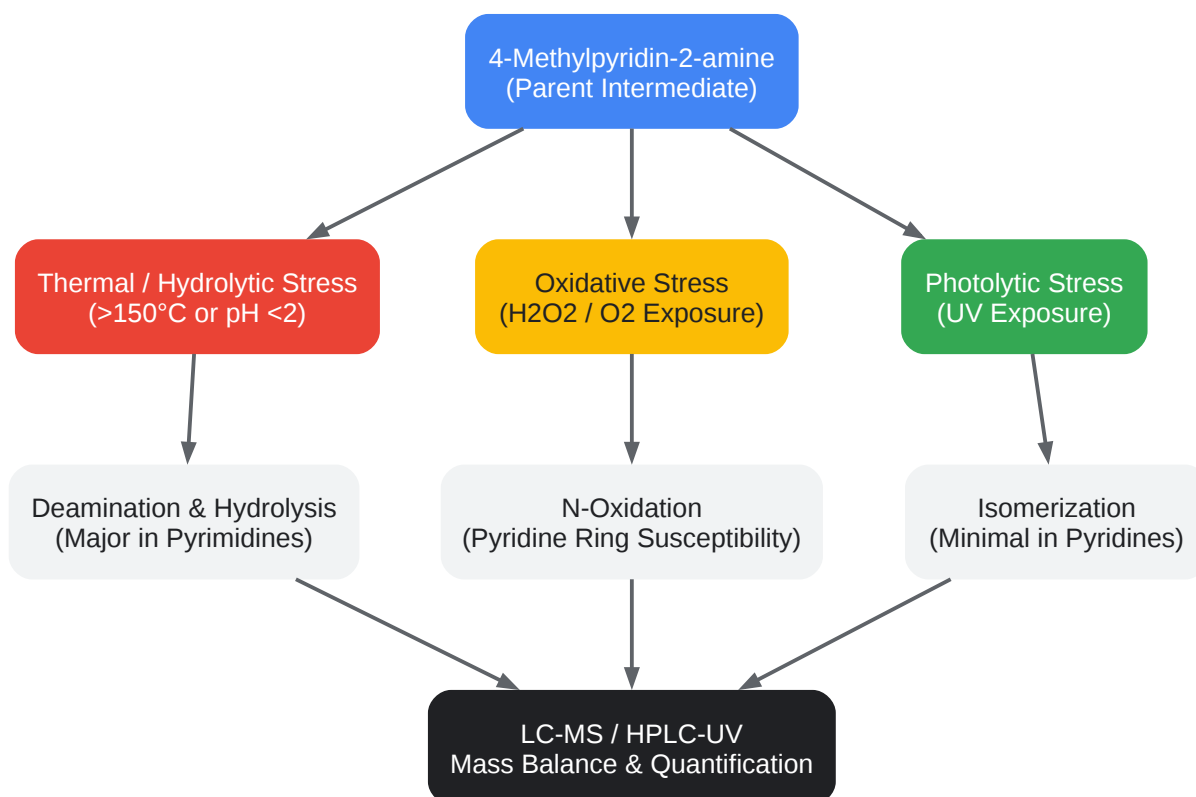 4-Methylpyridin-2-amine
(Parent Intermediate)
Thermal / Hydrolytic Stress
(>150°C or pH <2)
Oxidative Stress
(H2O2 / O2 Exposure)
Photolytic Stress
(UV Exposure)
Deamination & Hydrolysis
(Major in Pyrimidines)
N-Oxidation
(Pyridine Ring Susceptibility)
Isomerization
(Minimal in Pyridines)
LC-MS / HPLC-UV
Mass Balance & Quantification